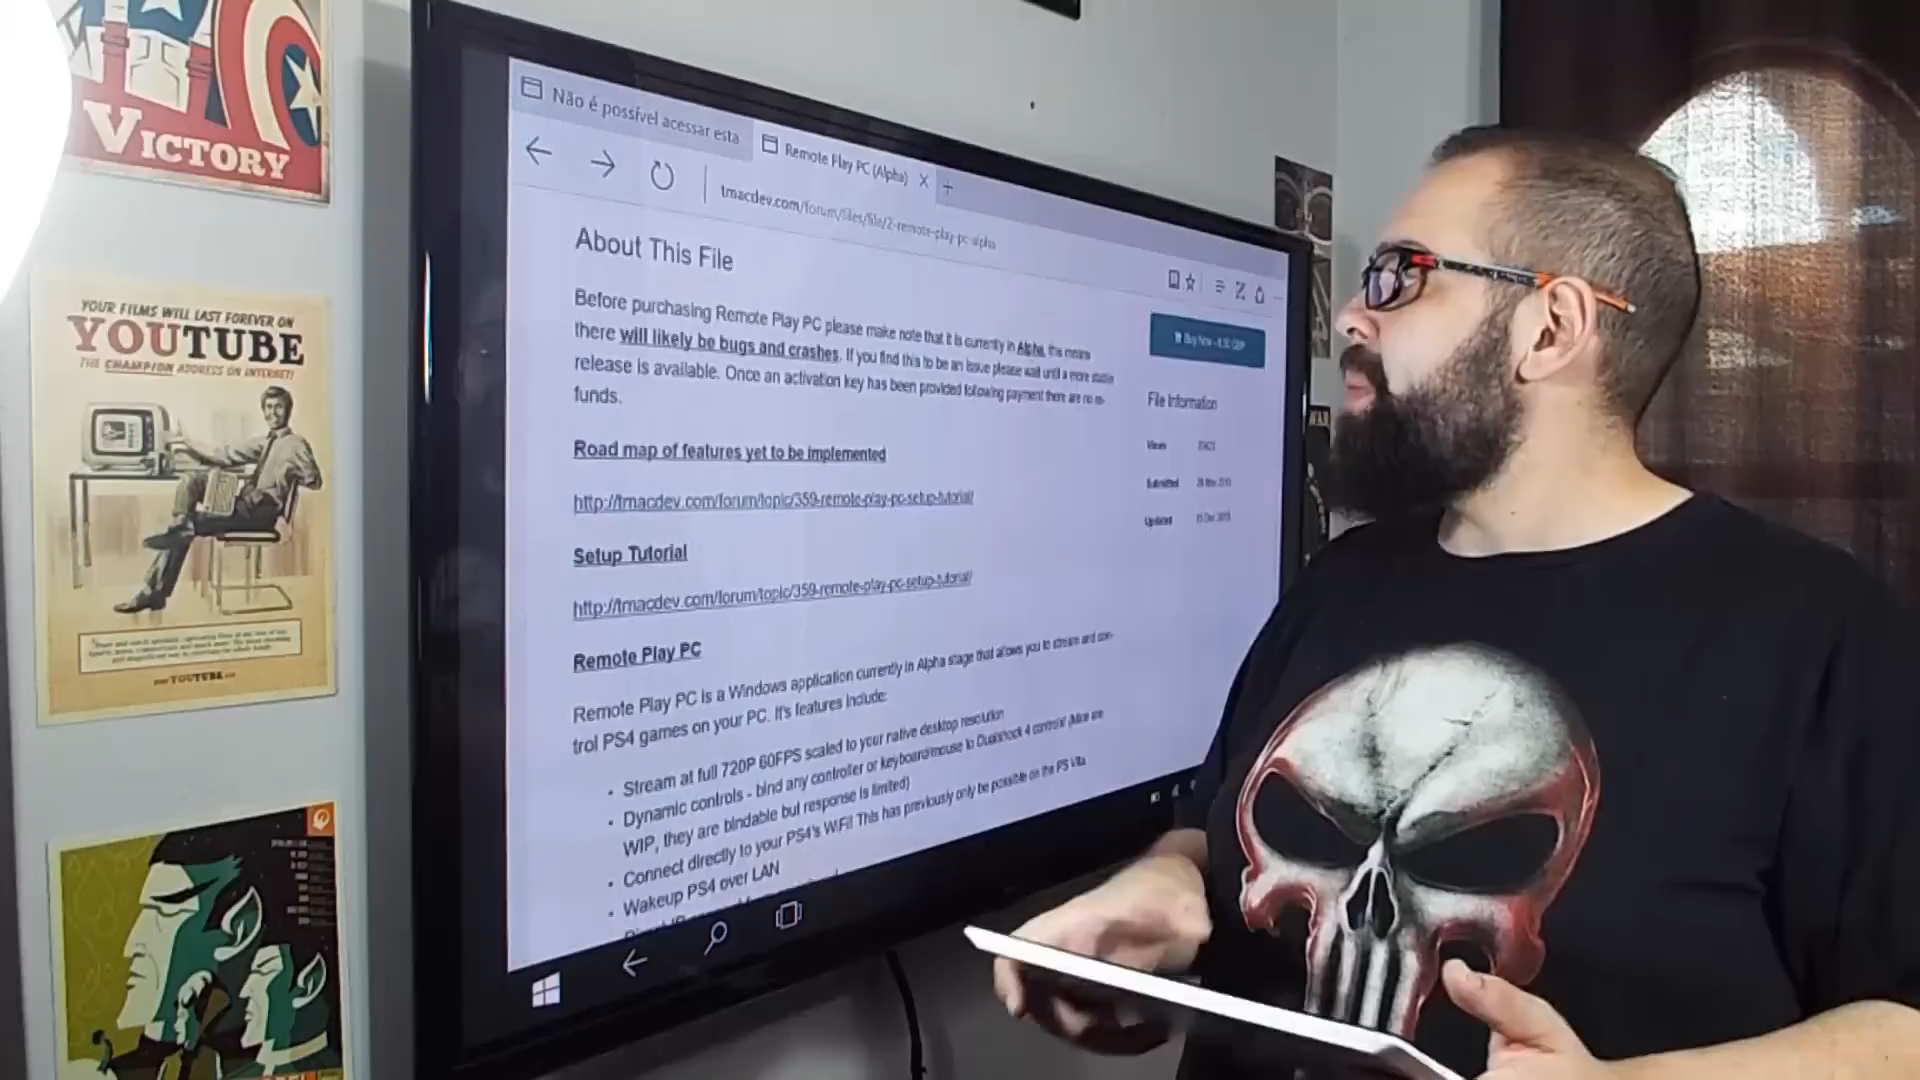 VICTORY
YOUR FILMS WILL LAST FOREVER ON
YOUTUBE
THE CHAMPION ADDRESS ON INTERNET!
YOUTUBE
Não é possível acessar esta
Remote Play PC (Alpha)
tmacdev.com/forum/files/file/2-remote-play-pc-alpha
About This File
Before purchasing Remote Play PC please make note that it is currently in Alpha, this means
there will likely be bugs and crashes. If you find this to be an issue please wait until a more stable
release is available. Once an activation key has been provided following payment there are no re-
funds.
Road map of features yet to be implemented
http://tmacdev.com/forum/topic/359-remote-play-pc-setup-tutorial/
Setup Tutorial
http://tmacdev.com/forum/topic/359-remote-play-pc-setup-tutorial/
Remote Play PC
Remote Play PC is a Windows application currently in Alpha stage that allows you to stream and con-
trol PS4 games on your PC. It's features include:
• Stream at full 720P 60FPS scaled to your native desktop resolution
• Dynamic controls - bind any controller or keyboard/mouse to Dualshock 4 controls! (Mice are
WIP, they are bindable but response is limited)
• Connect directly to your PS4's WiFi! This has previously only be possible on the PS Vita
• Wakeup PS4 over LAN
Buy Now
File Information
Views
Submitted
Updated